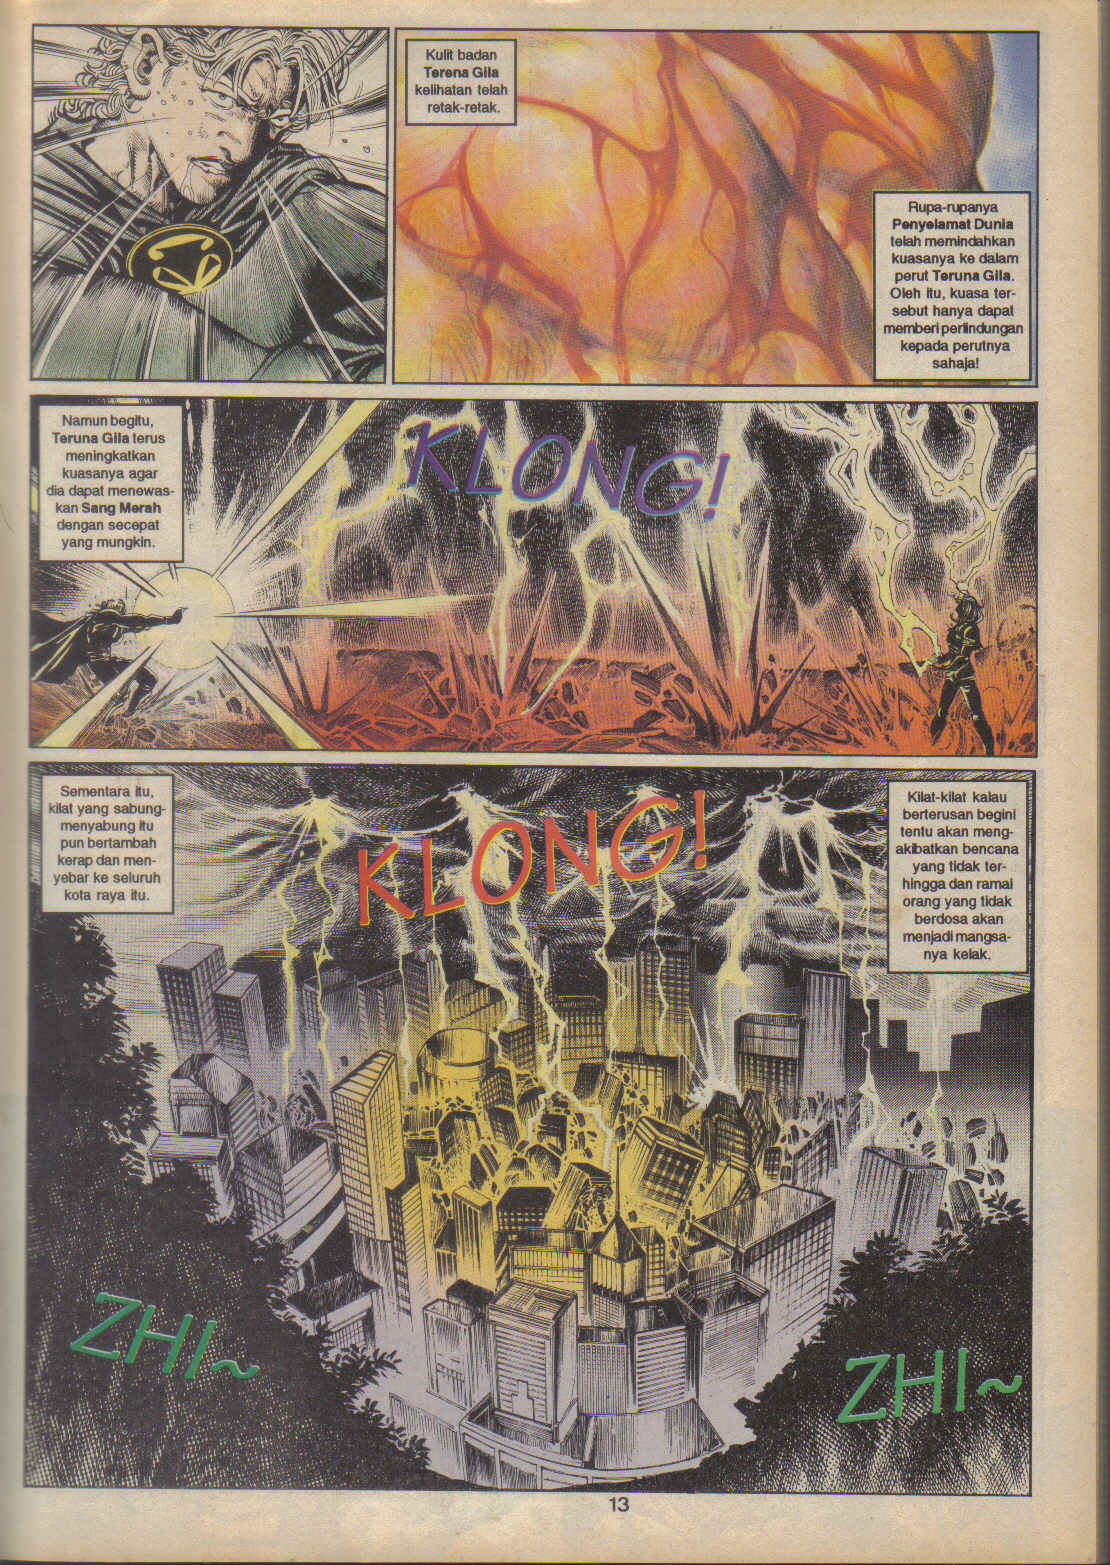 Kulit badan
Terena Gila
kelihatan telah
retak-retak.
Rupa-rupanya
Penyelamat Dunia
telah memindahkan
kuasanya ke dalam
perut Teruna Gila.
Oleh itu, kuasa ter-
sebut hanya dapat
memberi perlindungan
kepada perutnya
sahaja!
Namun begitu,
Teruna Gila terus
meningkatkan
kuasanya agar
dia dapat menewas-
kan Sang Merah
dengan secepat
yang mungkin.
KLONG!
Sementara itu,
kilat yang sabung-
menyabung itu
pun bertambah
kerap dan men-
yebar ke seluruh
kota raya itu.
KLONG!
Kilat-kilat kalau
berterusan begini
tentu akan meng-
akibatkan bencana
yang tidak ter-
hingga dan ramai
orang yang tidak
berdosa akan
menjadi mangsa-
nya kelak.
ZHI~
ZHI~
13